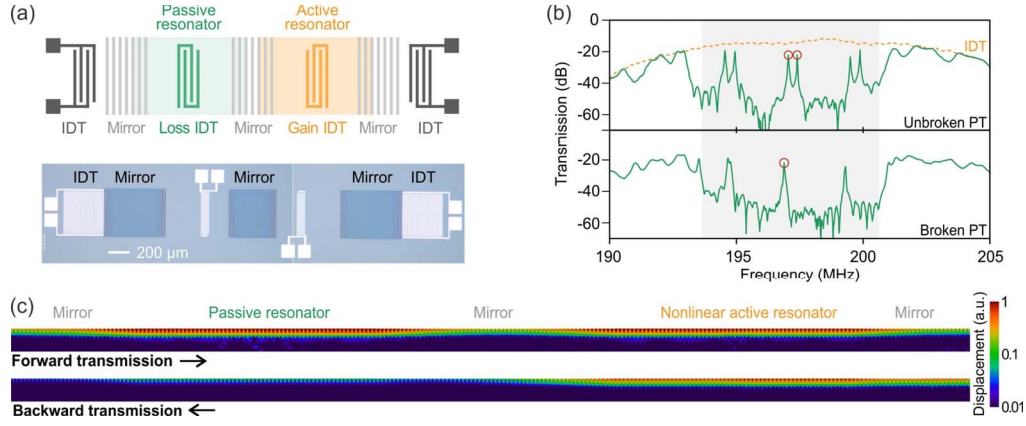 (a)
Passive
resonator
Active
resonator
IDT
Mirror
Loss IDT
Mirror
Gain IDT
Mirror
IDT
IDT
Mirror
Mirror
Mirror
IDT
200 µm
(b)
Transmission (dB)
0
-20
-40
-60
IDT
Unbroken PT
-20
-40
-60
Broken PT
190
195
200
205
Frequency (MHz)
(c)
Mirror
Passive resonator
Mirror
Nonlinear active resonator
Mirror
Forward transmission
Backward transmission
Displacement (a.u.)
1
0.1
0.01